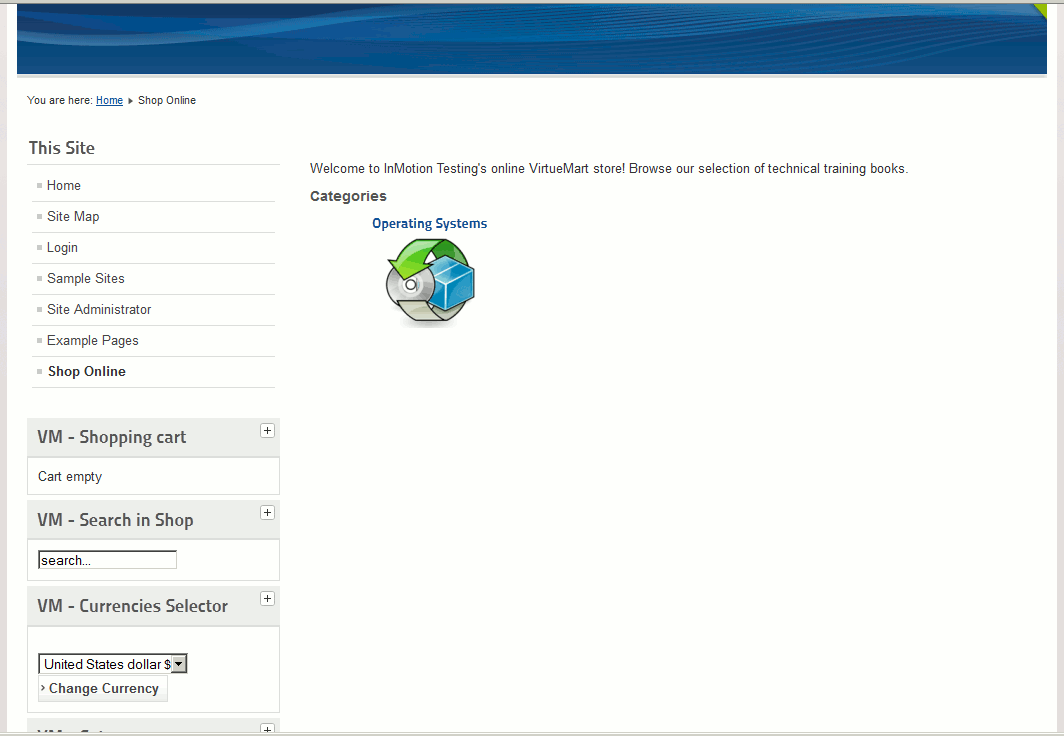 You are here: Home Shop Online
This Site
Home
Site Map
Login
Sample Sites
Site Administrator
Example Pages
Shop Online
VM - Shopping cart
Cart empty
VM - Search in Shop
search...
VM - Currencies Selector
United States dollar $
Change Currency
Welcome to InMotion Testing's online VirtueMart store! Browse our selection of technical training books.
Categories
Operating Systems